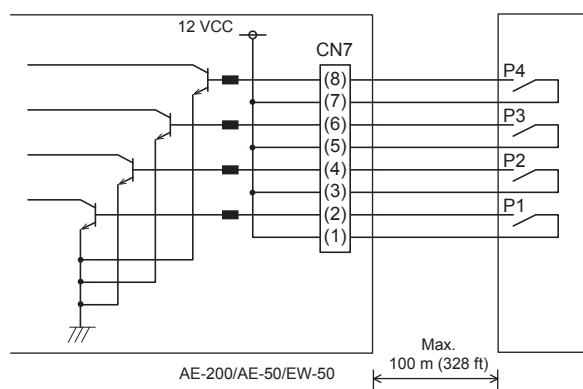 12 VCC
CN7
(8)
P4
(7)
(6)
P3
(5)
(4)
P2
(3)
(2)
P1
(1)
Max.
100 m (328 ft)
AE-200/AE-50/EW-50